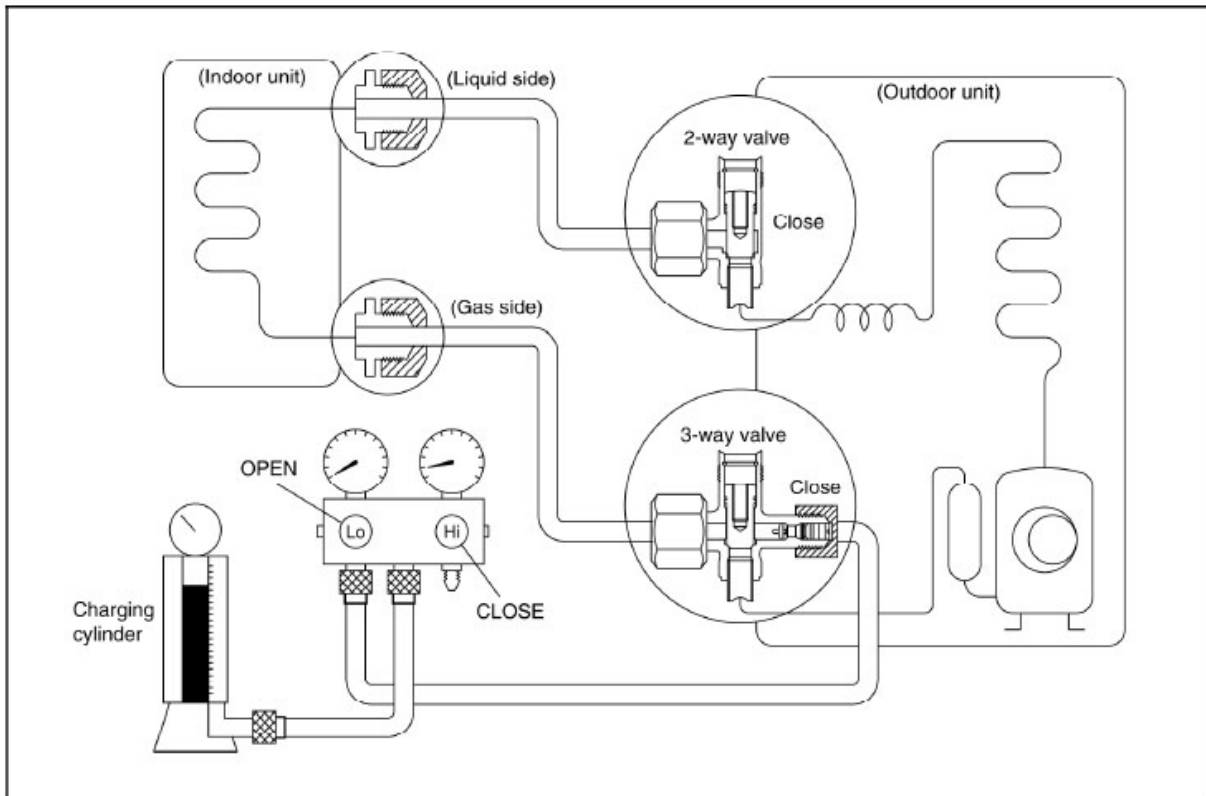 (Indoor unit)
(Liquid side)
(Outdoor unit)
2-way valve
Close
(Gas side)
3-way valve
Close
OPEN
Lo
Hi
CLOSE
Charging
cylinder